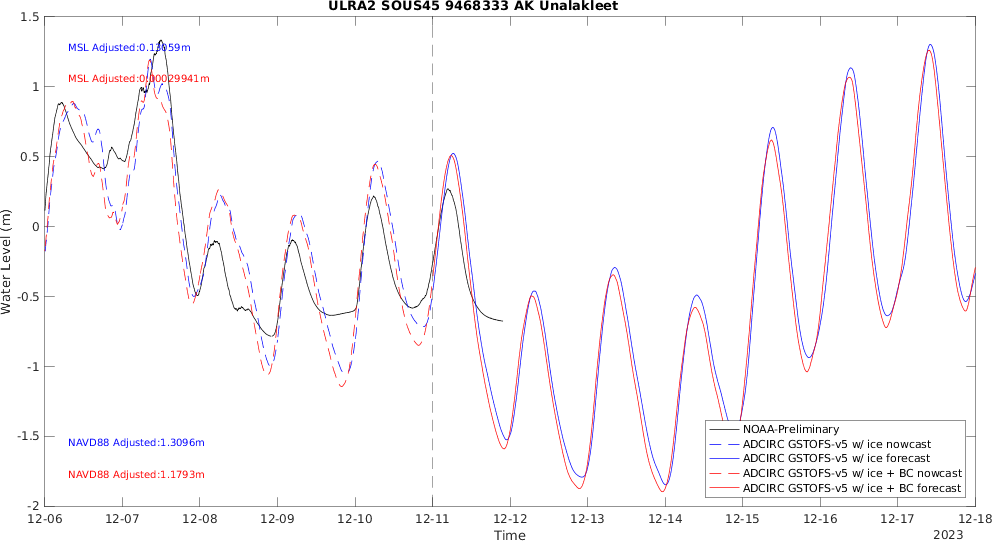 ULRA2 SOUS45 9468333 AK Unalakleet
1.5
1
0.5
0
-0.5
-1
-1.5
-2
Water Level (m)
MSL Adjusted:0.13059m
MSL Adjusted:0.00029941m
NAVD88 Adjusted:1.3096m
NAVD88 Adjusted:1.1793m
NOAA-Preliminary
ADCIRC GSTOFS-v5 w/ ice nowcast
ADCIRC GSTOFS-v5 w/ ice forecast
ADCIRC GSTOFS-v5 w/ ice + BC nowcast
ADCIRC GSTOFS-v5 w/ ice + BC forecast
12-06 12-07 12-08 12-09 12-10 12-11 12-12 12-13 12-14 12-15 12-16 12-17 12-18
Time
2023